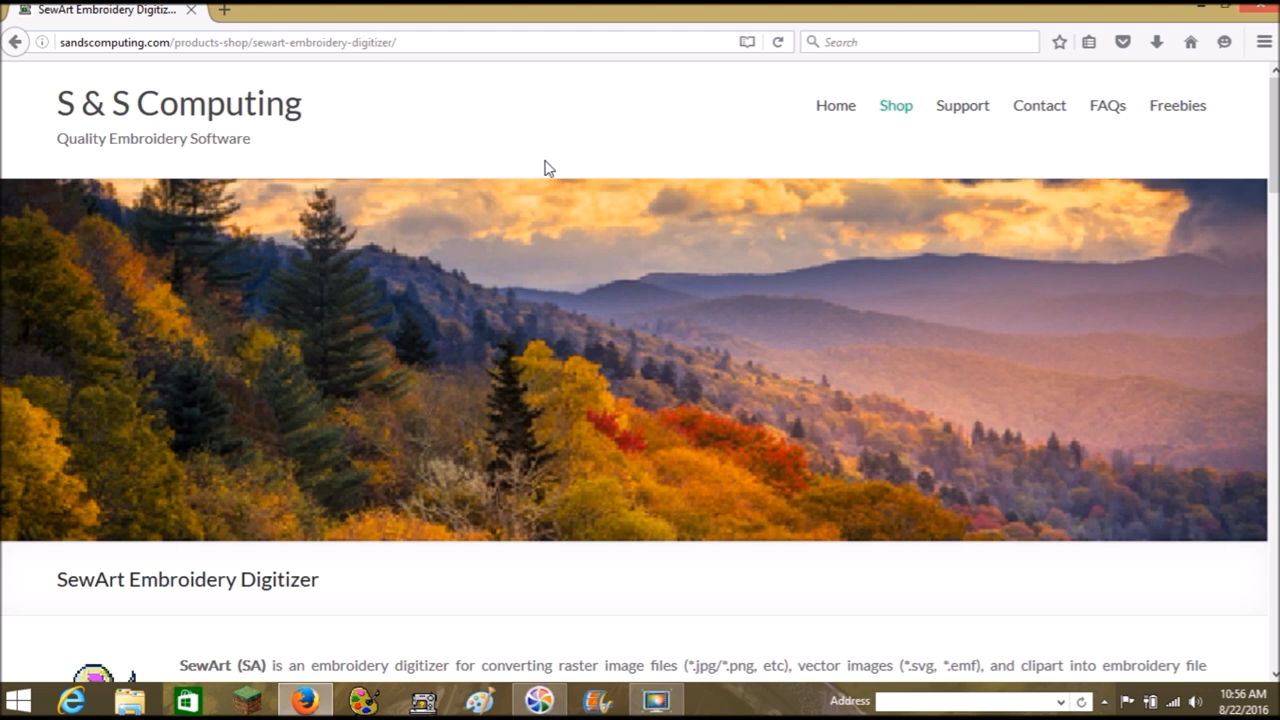 SewArt Embroidery Digitiz...
sandscomputing.com/products-shop/sewart-embroidery-digitizer/
Search
S & S Computing
Quality Embroidery Software
Home Shop Support Contact FAQs Freebies
SewArt Embroidery Digitizer
SewArt (SA) is an embroidery digitizer for converting raster image files (*.jpg/*.png, etc), vector images (*.svg, *.emf), and clipart into embroidery file
Address
10:56 AM
8/22/2016